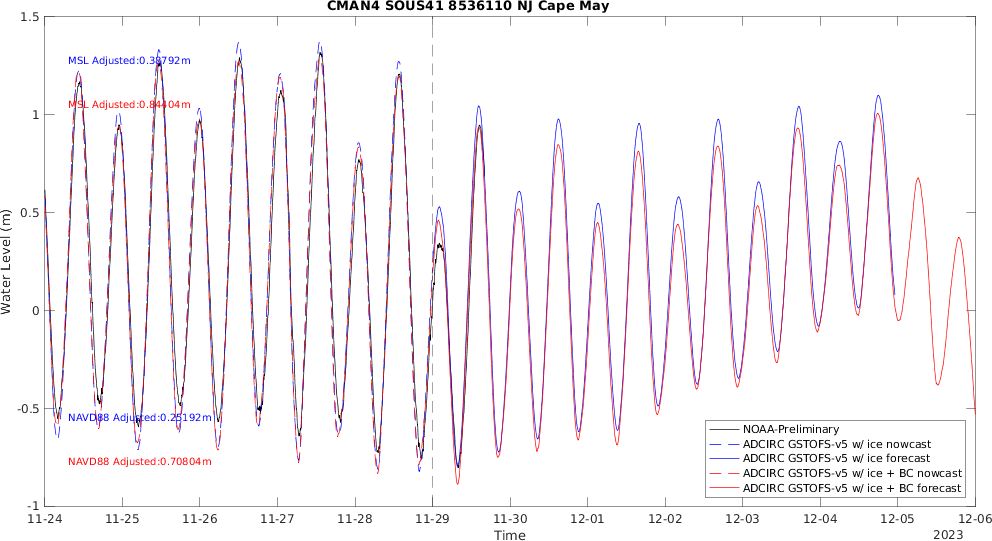 CMAN4 SOUS41 8536110 NJ Cape May
Water Level (m)
1.5
1
0.5
0
-0.5
-1
MSL Adjusted:0.38792m
MSL Adjusted:0.84404m
NAVD88 Adjusted:0.25192m
NAVD88 Adjusted:0.70804m
NOAA-Preliminary
ADCIRC GSTOFS-v5 w/ ice nowcast
ADCIRC GSTOFS-v5 w/ ice forecast
ADCIRC GSTOFS-v5 w/ ice + BC nowcast
ADCIRC GSTOFS-v5 w/ ice + BC forecast
11-24 11-25 11-26 11-27 11-28 11-29 11-30 12-01 12-02 12-03 12-04 12-05 12-06
Time
2023